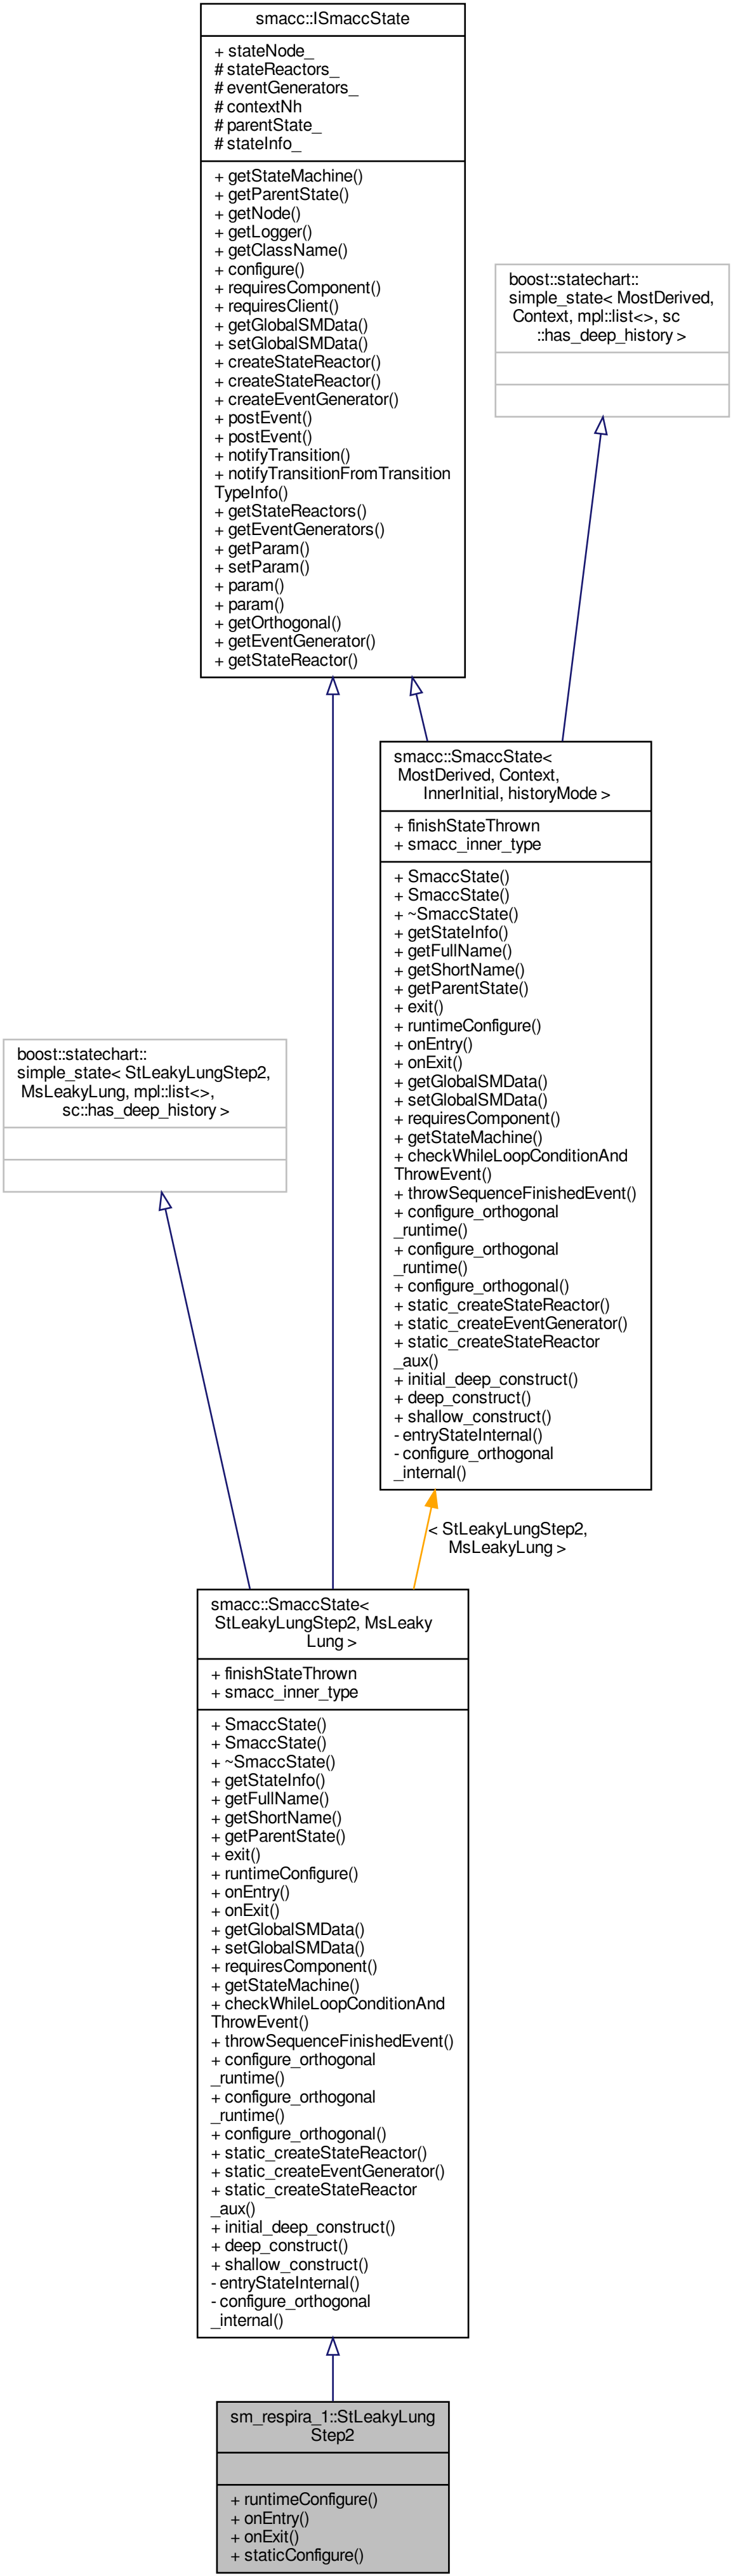 smacc::ISmaccState
+ stateNode_
# stateReactors_
# eventGenerators_
# contextNh
# parentState_
# stateInfo_
+ getStateMachine()
+ getParentState()
+ getNode()
+ getLogger()
+ getClassName()
+ configure()
+ requiresComponent()
+ requiresClient()
+ getGlobalSMData()
+ setGlobalSMData()
+ createStateReactor()
+ createStateReactor()
+ createEventGenerator()
+ postEvent()
+ postEvent()
+ notifyTransition()
+ notifyTransitionFromTransition
TypeInfo()
+ getStateReactors()
+ getEventGenerators()
+ getParam()
+ setParam()
+ param()
+ param()
+ getOrthogonal()
+ getEventGenerator()
+ getStateReactor()
boost::statechart::
simple_state< MostDerived,
Context, mpl::list<>, sc
::has_deep_history >
smacc::SmaccState<
MostDerived, Context,
InnerInitial, historyMode >
+ finishStateThrown
+ smacc_inner_type
+ SmaccState()
+ SmaccState()
+ ~SmaccState()
+ getStateInfo()
+ getFullName()
+ getShortName()
+ getParentState()
+ exit()
+ runtimeConfigure()
+ onEntry()
+ onExit()
+ getGlobalSMData()
+ setGlobalSMData()
+ requiresComponent()
+ getStateMachine()
+ checkWhileLoopConditionAnd
ThrowEvent()
+ throwSequenceFinishedEvent()
+ configure_orthogonal
_runtime()
+ configure_orthogonal
_runtime()
+ configure_orthogonal()
+ static_createStateReactor()
+ static_createEventGenerator()
+ static_createStateReactor
_aux()
+ initial_deep_construct()
+ deep_construct()
+ shallow_construct()
- entryStateInternal()
- configure_orthogonal
_internal()
boost::statechart::
simple_state< StLeakyLungStep2,
MsLeakyLung, mpl::list<>,
sc::has_deep_history >
< StLeakyLungStep2,
MsLeakyLung >
smacc::SmaccState<
StLeakyLungStep2, MsLeaky
Lung >
+ finishStateThrown
+ smacc_inner_type
+ SmaccState()
+ SmaccState()
+ ~SmaccState()
+ getStateInfo()
+ getFullName()
+ getShortName()
+ getParentState()
+ exit()
+ runtimeConfigure()
+ onEntry()
+ onExit()
+ getGlobalSMData()
+ setGlobalSMData()
+ requiresComponent()
+ getStateMachine()
+ checkWhileLoopConditionAnd
ThrowEvent()
+ throwSequenceFinishedEvent()
+ configure_orthogonal
_runtime()
+ configure_orthogonal
_runtime()
+ configure_orthogonal()
+ static_createStateReactor()
+ static_createEventGenerator()
+ static_createStateReactor
_aux()
+ initial_deep_construct()
+ deep_construct()
+ shallow_construct()
- entryStateInternal()
- configure_orthogonal
_internal()
sm_respira_1::StLeakyLung
Step2
+ runtimeConfigure()
+ onEntry()
+ onExit()
+ staticConfigure()